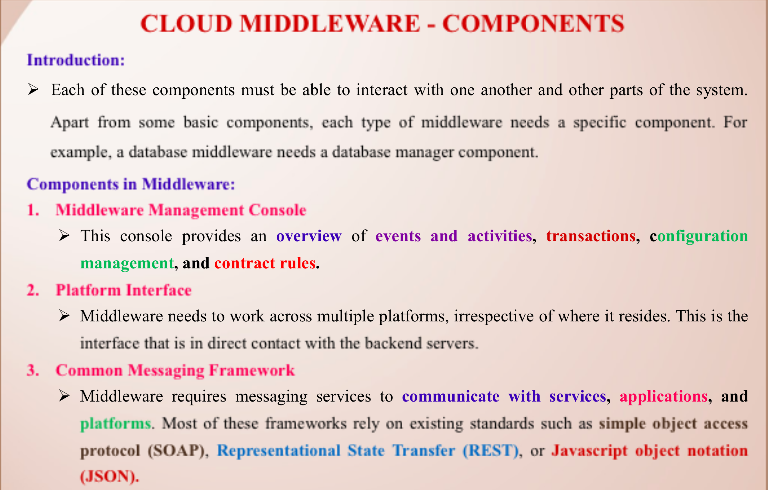 CLOUD MIDDLEWARE - COMPONENTS
Introduction:
➢ Each of these components must be able to interact with one another and other parts of the system.
Apart from some basic components, each type of middleware needs a specific component. For
example, a database middleware needs a database manager component.
Components in Middleware:
1. Middleware Management Console
➢ This console provides an overview of events and activities, transactions, configuration
management, and contract rules.
2. Platform Interface
➢ Middleware needs to work across multiple platforms, irrespective of where it resides. This is the
interface that is in direct contact with the backend servers.
3. Common Messaging Framework
➢ Middleware requires messaging services to communicate with services, applications, and
platforms. Most of these frameworks rely on existing standards such as simple object access
protocol (SOAP), Representational State Transfer (REST), or Javascript object notation
(JSON).